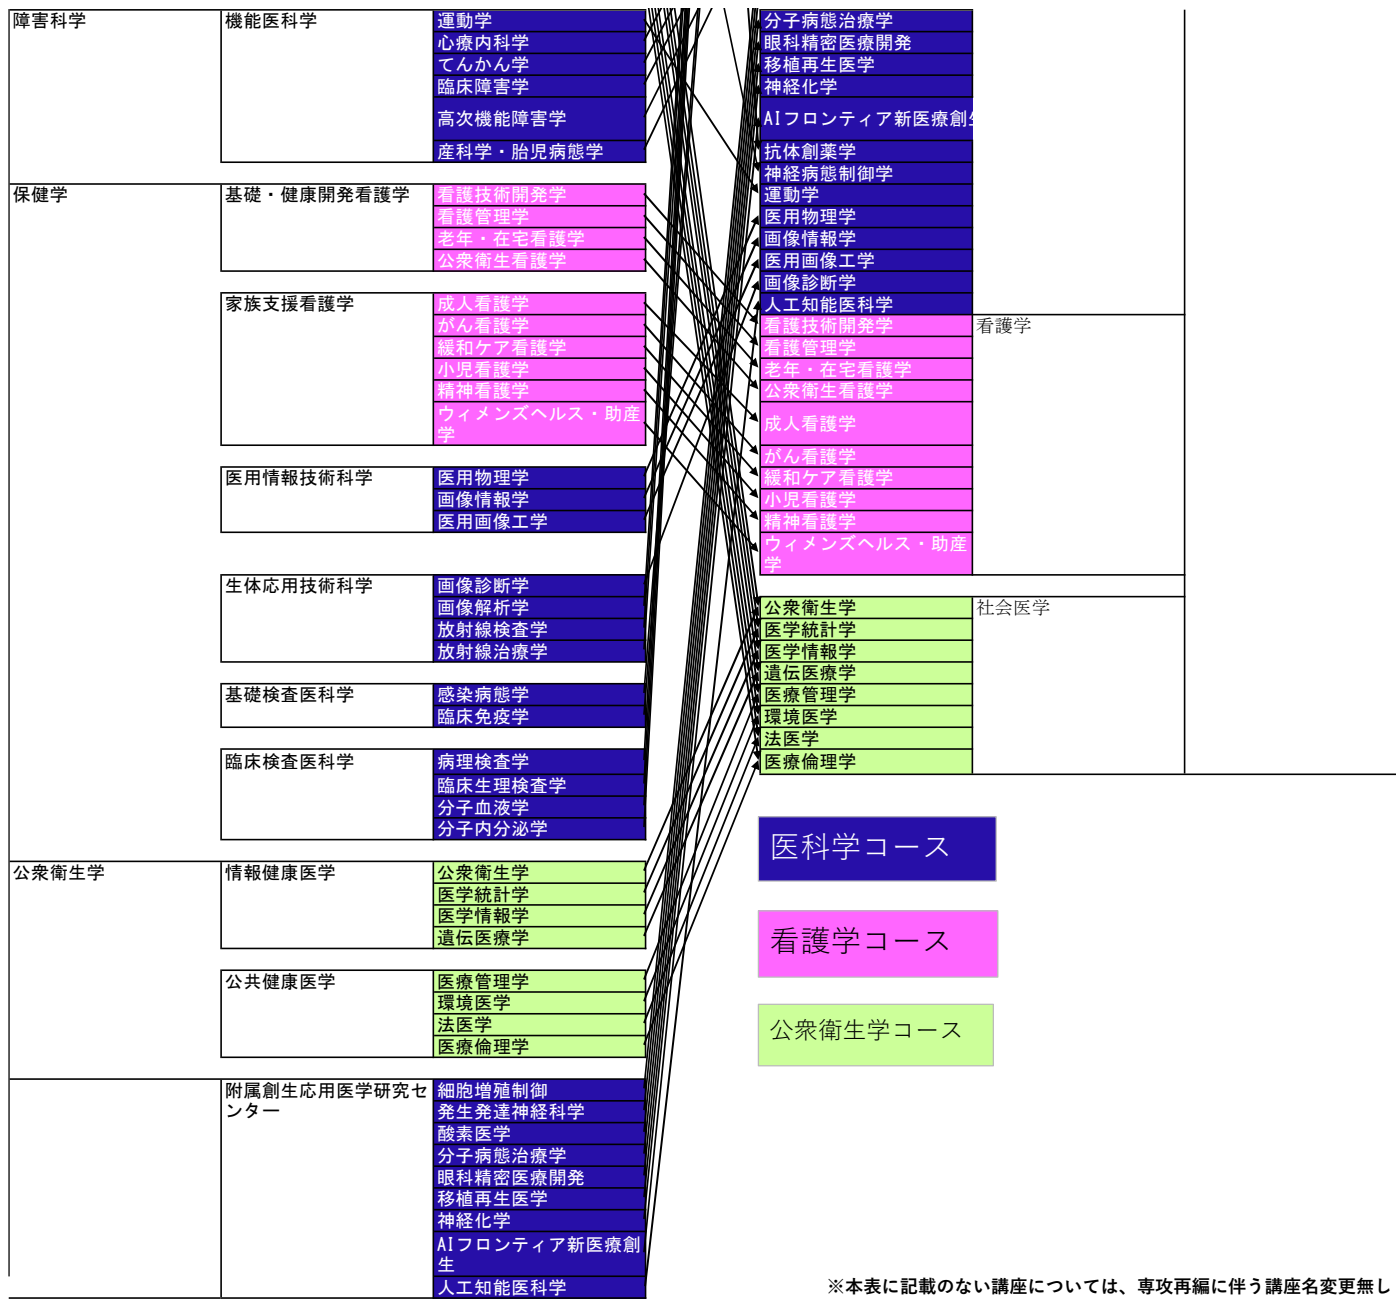 障害科学
機能医科学
運動学
心療内科学
てんかん学
臨床障害学
高次機能障害学
産科学・胎児病態学
保健学
基礎・健康開発看護学
看護技術開発学
看護管理学
老年・在宅看護学
公衆衛生看護学
家族支援看護学
成人看護学
がん看護学
緩和ケア看護学
小児看護学
精神看護学
ウィメンズヘルス・助産
学
医用情報技術科学
医用物理学
画像情報学
医用画像工学
生体応用技術科学
画像診断学
画像解析学
放射線検査学
放射線治療学
基礎検査医科学
感染病態学
臨床免疫学
臨床検査医科学
病理検査学
臨床生理検査学
分子血液学
分子内分泌学
公衆衛生学
情報健康医学
公衆衛生学
医学統計学
医学情報学
遺伝医療学
公共健康医学
医療管理学
環境医学
法医学
医療倫理学
附属創生応用医学研究セ
ンター
細胞増殖制御
発生発達神経科学
酸素医学
分子病態治療学
眼科精密医療開発
移植再生医学
神経化学
AIフロンティア新医療創
生
人工知能医科学
分子病態治療学
眼科精密医療開発
移植再生医学
神経化学
AIフロンティア新医療創生
抗体創薬学
神経病態制御学
運動学
医用物理学
画像情報学
医用画像工学
画像診断学
人工知能医科学
看護技術開発学
看護学
看護管理学
老年・在宅看護学
公衆衛生看護学
成人看護学
がん看護学
緩和ケア看護学
小児看護学
精神看護学
ウィメンズヘルス・助産
学
公衆衛生学
社会医学
医学統計学
医学情報学
遺伝医療学
医療管理学
環境医学
法医学
医療倫理学
医科学コース
看護学コース
公衆衛生学コース
※本表に記載のない講座については、専攻再編に伴う講座名変更無し